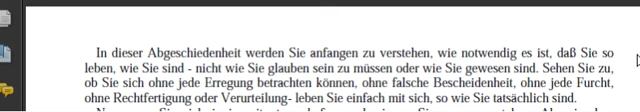 In dieser Abgeschiedenheit werden Sie anfangen zu verstehen, wie notwendig es ist, daß Sie so
leben, wie Sie sind - nicht wie Sie glauben sein zu müssen oder wie Sie gewesen sind. Sehen Sie zu,
ob Sie sich ohne jede Erregung betrachten können, ohne falsche Bescheidenheit, ohne jede Furcht,
ohne Rechtfertigung oder Verurteilung- leben Sie einfach mit sich, so wie Sie tatsächlich sind.